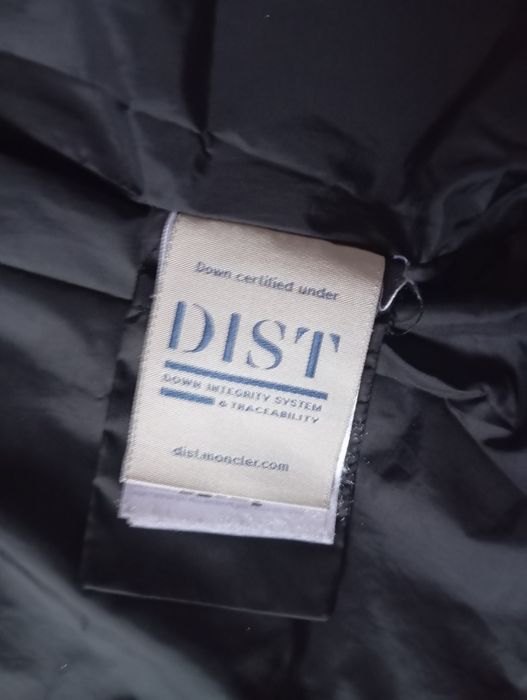 Down certified under
DIST
DOWN INTEGRITY SYSTEM
& TRACEABILITY
dist.moncler.com